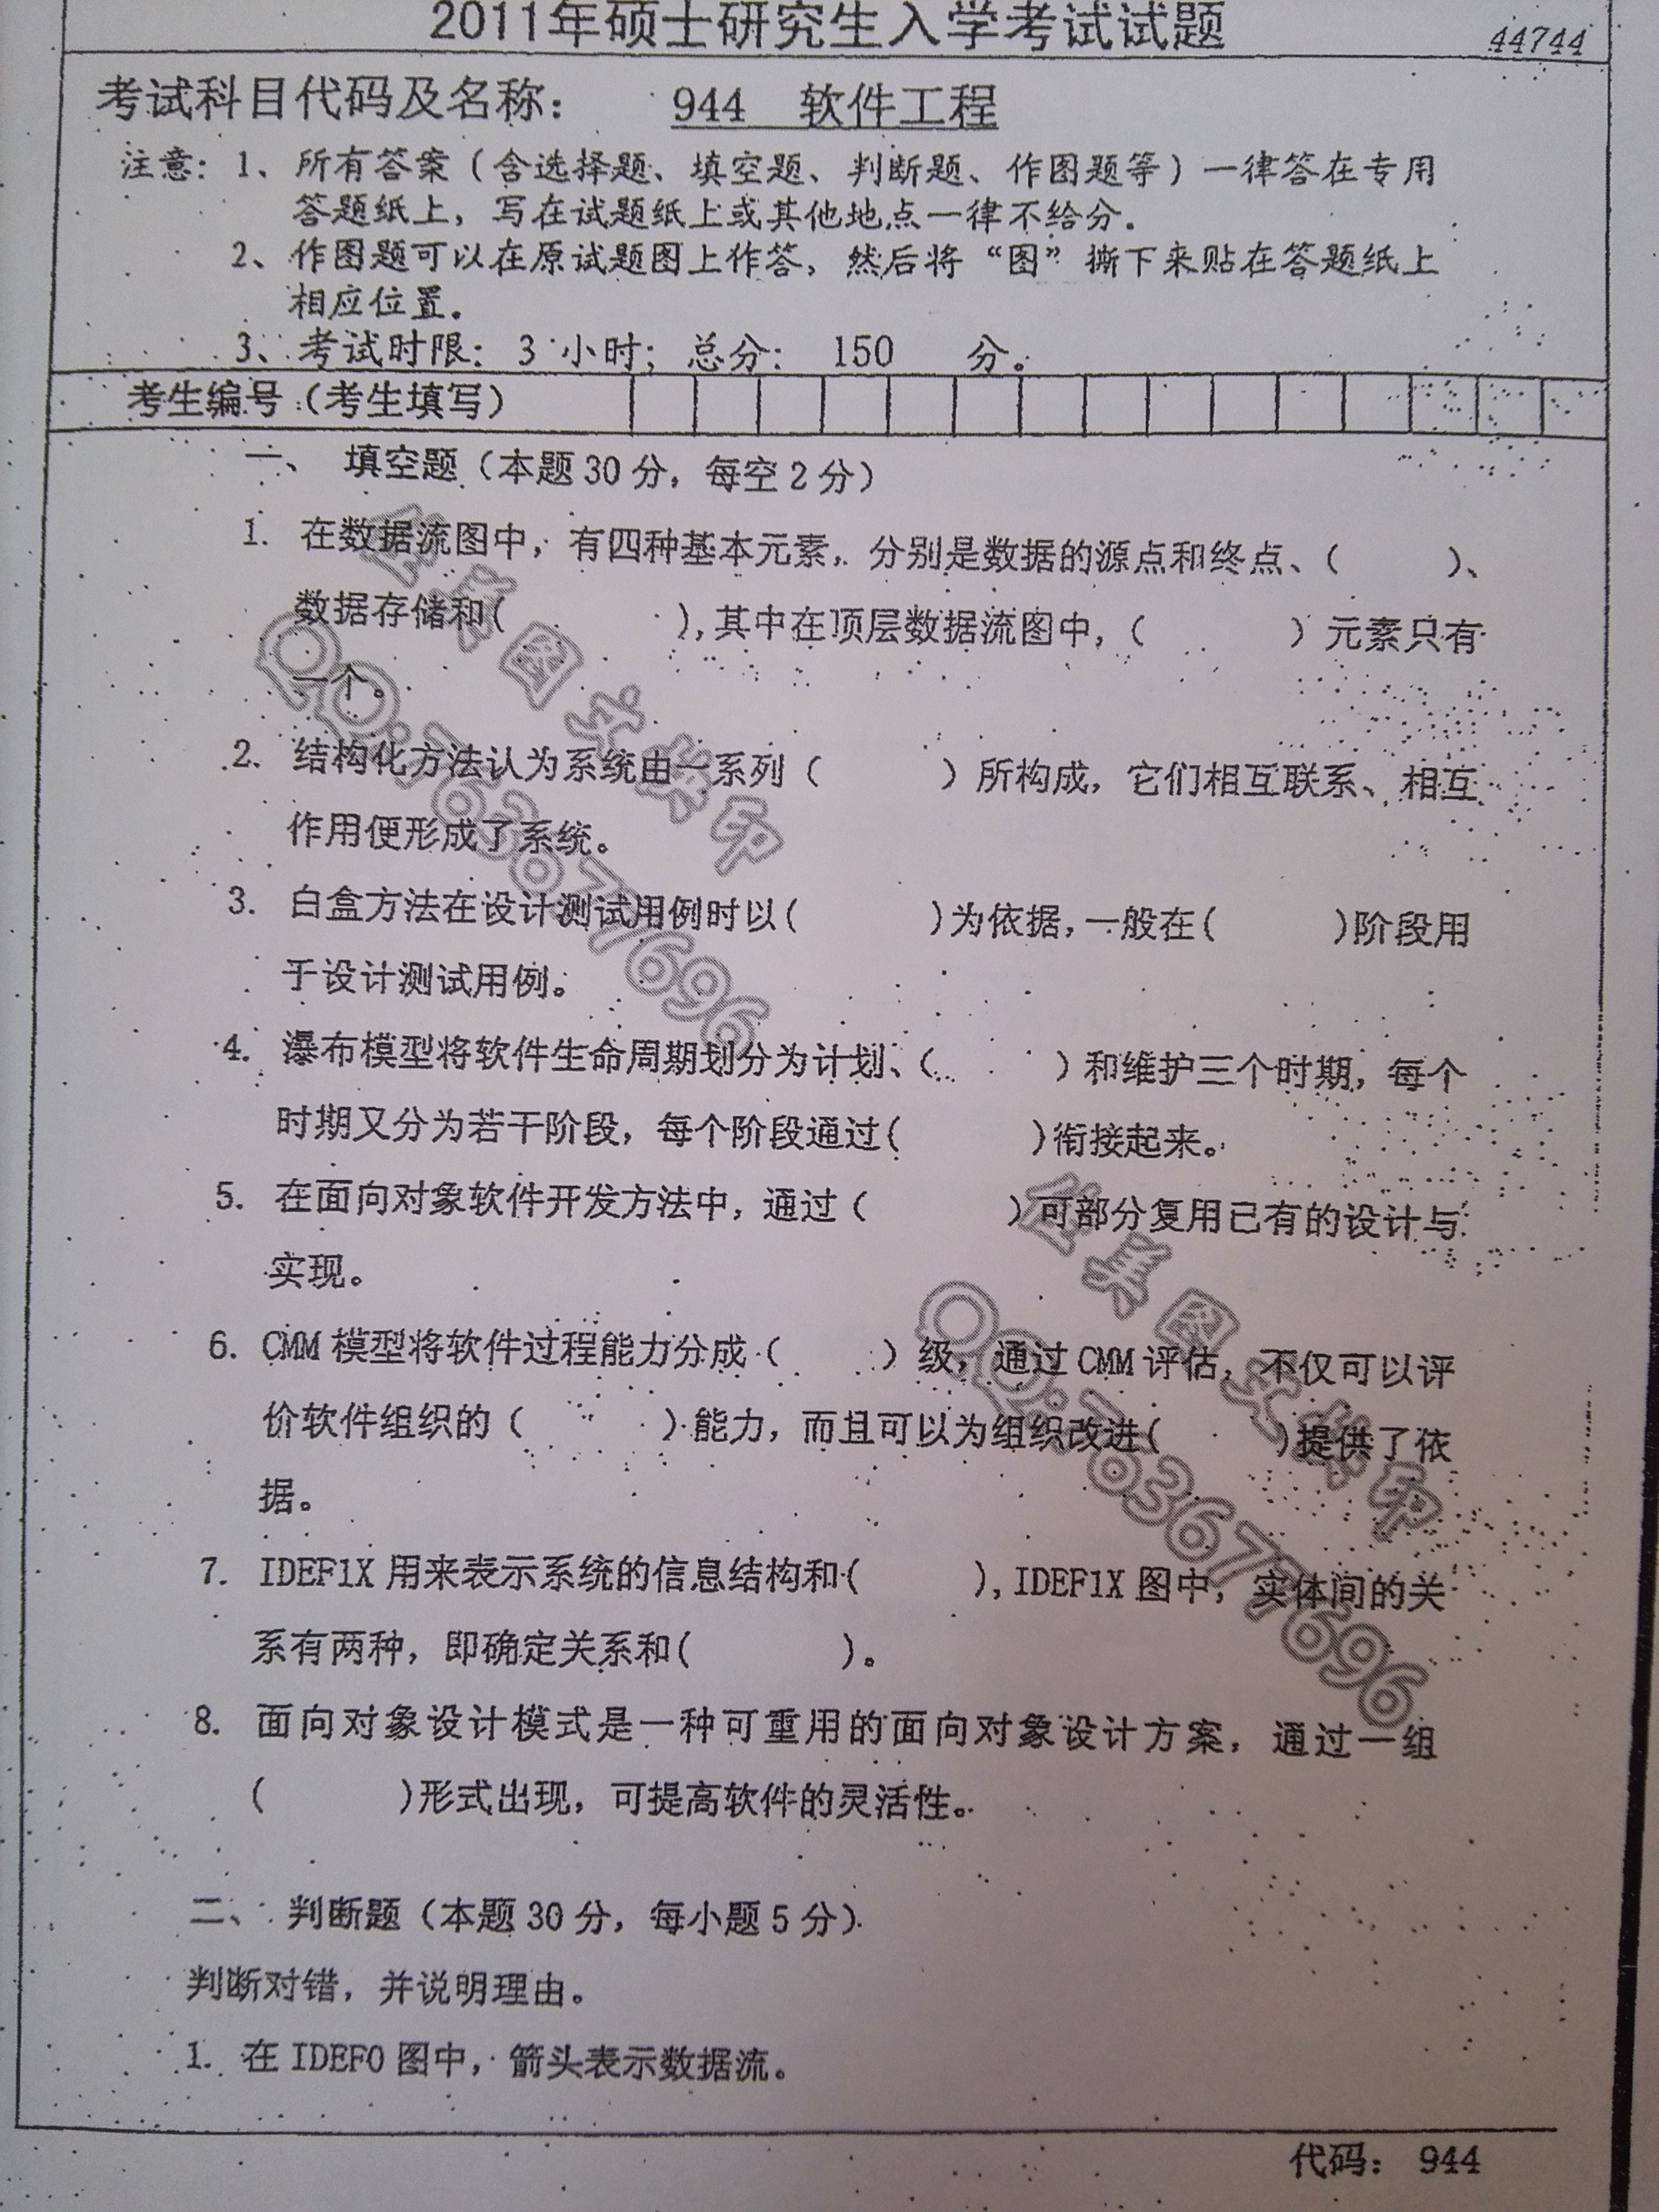 2011年硕士研究生入学考试试题
44744
考试科目代码及名称： 944 软件工程
注意：1、所有答案（含选择题、填空题、判断题、作图题等）一律答在专用
答题纸上，写在试题纸上或其他地点一律不给分。
2、作图题可以在原试题图上作答，然后将“图”撕下来贴在答题纸上
相应位置。
3、考试时限：3 小时；总分： 150 分。
考生编号（考生填写）
一、 填空题（本题30分，每空2分）
1. 在数据流图中，有四种基本元素，分别是数据的源点和终点、（ ）、
数据存储和( ),其中在顶层数据流图中,（ ）元素只有
一个。
2. 结构化方法认为系统由一系列（ ）所构成，它们相互联系、相互
作用便形成了系统。
3. 白盒方法在设计测试用例时以( )为依据,一般在( )阶段用
于设计测试用例。
4. 瀑布模型将软件生命周期划分为计划、（ ）和维护三个时期，每个
时期又分为若干阶段，每个阶段通过( )衔接起来。
5. 在面向对象软件开发方法中，通过（ ）可部分复用已有的设计与
实现。
6. CMM 模型将软件过程能力分成（ ）级，通过 CMM 评估，不仅可以评
价软件组织的（ ）能力，而且可以为组织改进( )提供了依
据。
7. IDEF1X 用来表示系统的信息结构和( ),IDEF1X 图中，实体间的关
系有两种，即确定关系和( )。
8. 面向对象设计模式是一种可重用的面向对象设计方案，通过一组
( )形式出现，可提高软件的灵活性。
二、 判断题（本题30分，每小题5分）
判断对错，并说明理由。
1. 在 IDEF0 图中，箭头表示数据流。
代码： 944
图文
印
QQ:763677696
图文
印
QQ:763677696